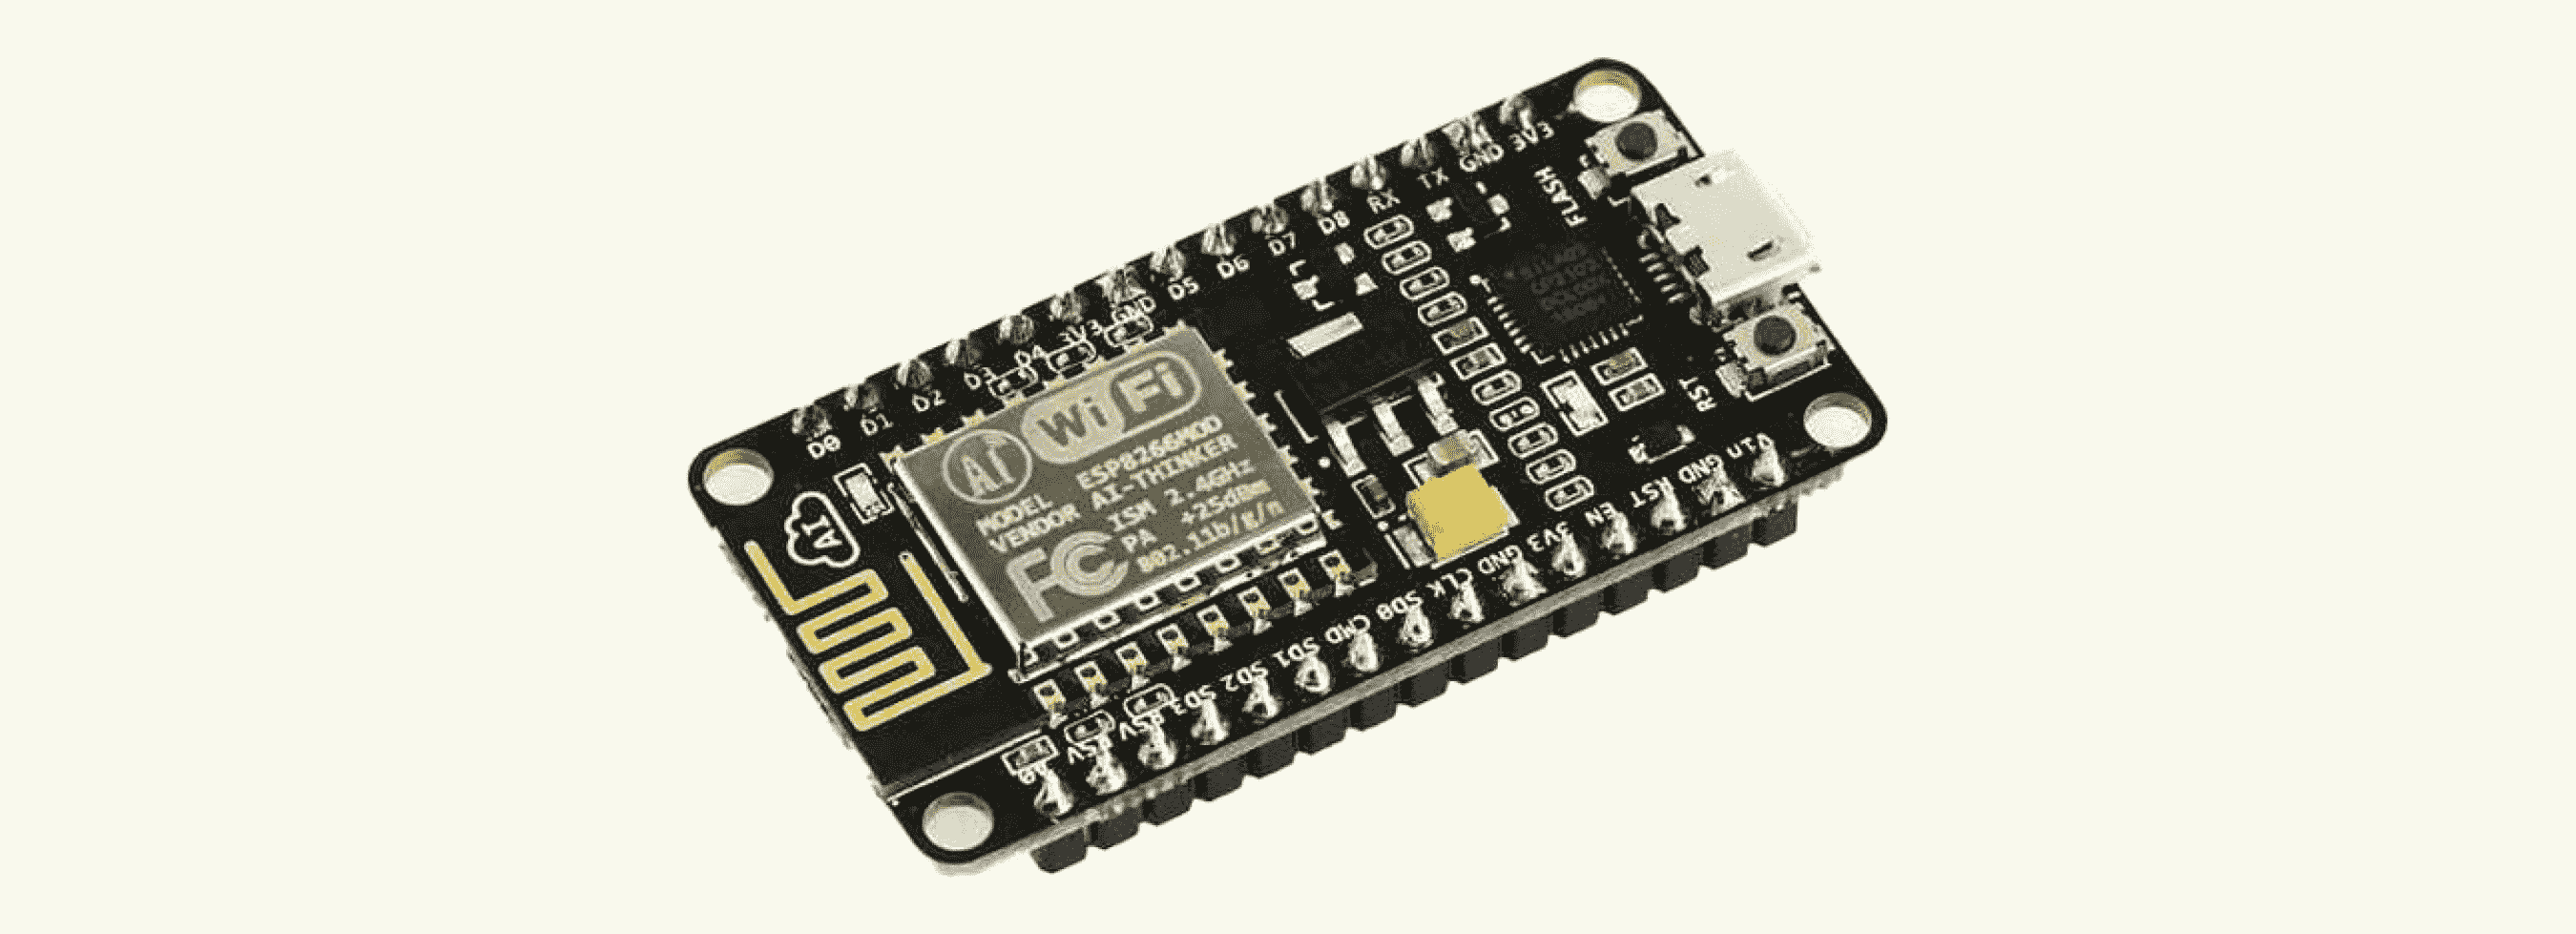 3V3
GND
TX
RX
D8
D7
D6
D5
GND
3V3
D4
D3
D2
D1
D0
FLASH
RST
Ai WiFi
MODEL ESP8266MOD
VENDOR AI-THINKER
ISM 2.4GHz
PA +25dBm
802.11b/g/n
FC
AI
Vin
GND
RST
EN
3V3
GND
CLK
SD0
CMD
SD1
SD2
SD3
RSV
RSV
A0